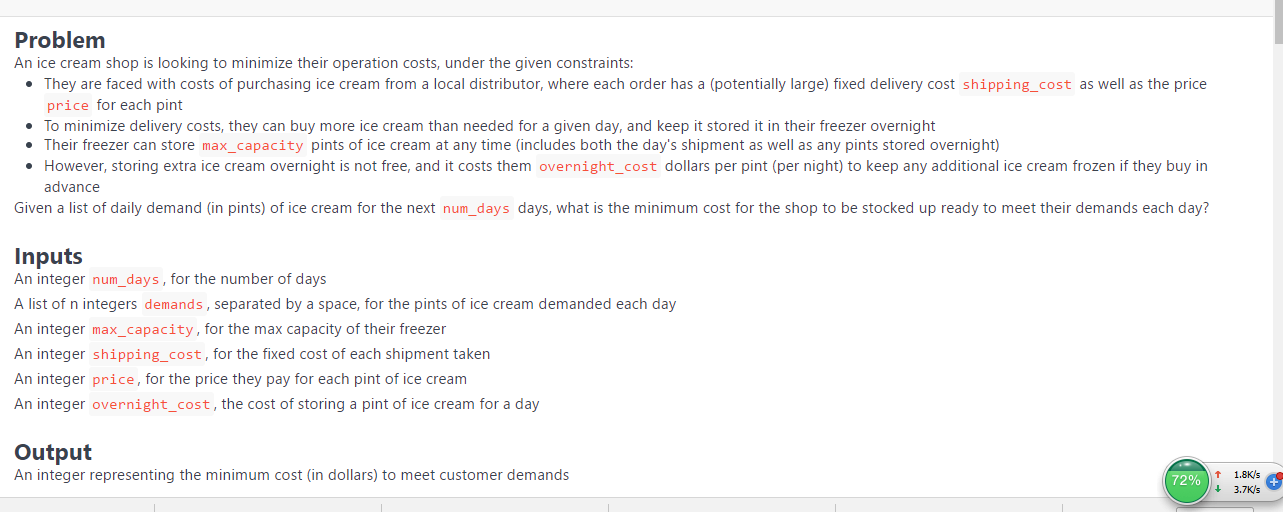 Problem
An ice cream shop is looking to minimize their operation costs, under the given constraints:
• They are faced with costs of purchasing ice cream from a local distributor, where each order has a (potentially large) fixed delivery cost shipping_cost as well as the price
price for each pint
• To minimize delivery costs, they can buy more ice cream than needed for a given day, and keep it stored it in their freezer overnight
• Their freezer can store max_capacity pints of ice cream at any time (includes both the day's shipment as well as any pints stored overnight)
• However, storing extra ice cream overnight is not free, and it costs them overnight_cost dollars per pint (per night) to keep any additional ice cream frozen if they buy in
advance
Given a list of daily demand (in pints) of ice cream for the next num_days days, what is the minimum cost for the shop to be stocked up ready to meet their demands each day?
Inputs
An integer num_days, for the number of days
A list of n integers demands, separated by a space, for the pints of ice cream demanded each day
An integer max_capacity, for the max capacity of their freezer
An integer shipping_cost, for the fixed cost of each shipment taken
An integer price, for the price they pay for each pint of ice cream
An integer overnight_cost, the cost of storing a pint of ice cream for a day
Output
An integer representing the minimum cost (in dollars) to meet customer demands
72%
↑ 1.8K/s
↓ 3.7K/s